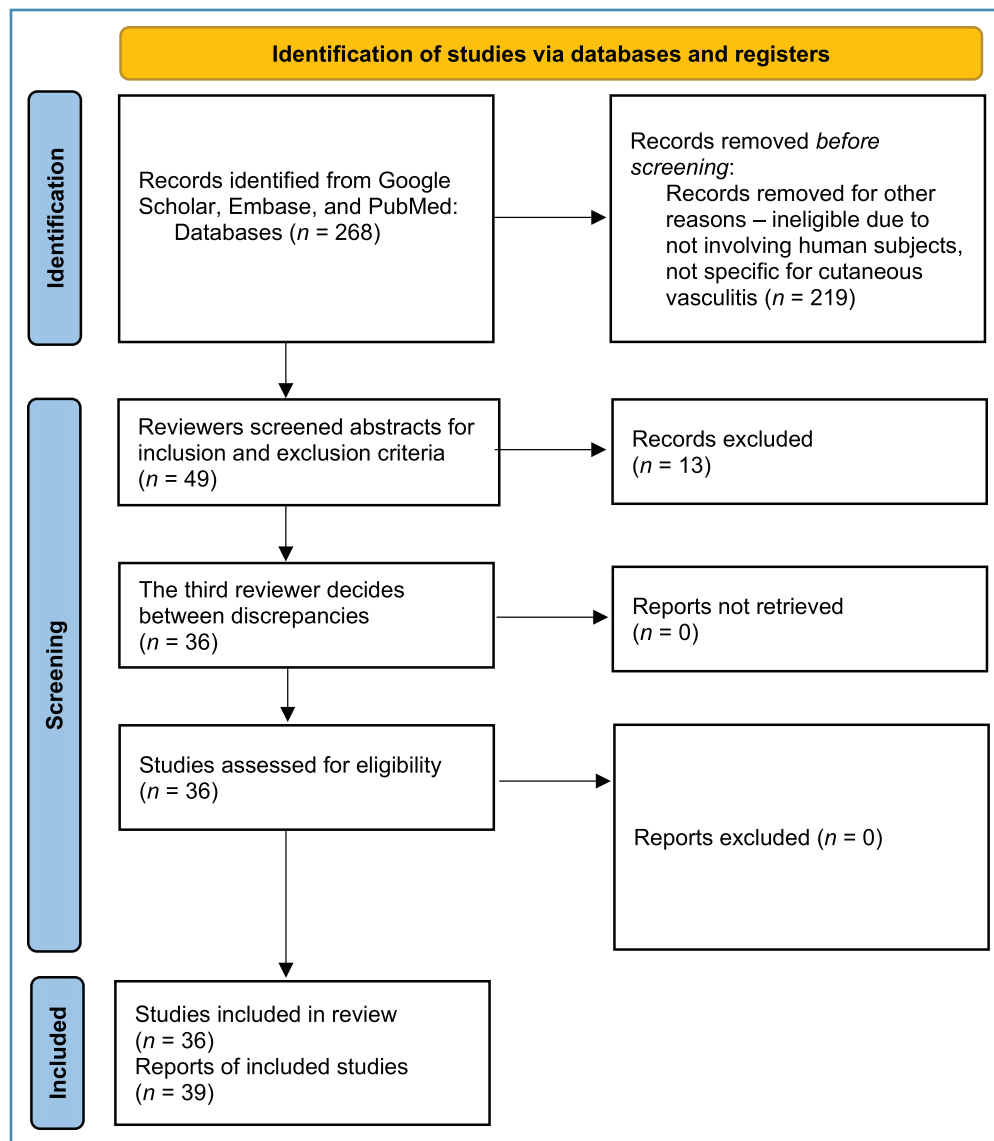 Identification of studies via databases and registers
Identification
Records identified from Google
Scholar, Embase, and PubMed:
Databases (n = 268)
Records removed before
screening:
Records removed for other
reasons – ineligible due to
not involving human subjects,
not specific for cutaneous
vasculitis (n = 219)
Screening
Reviewers screened abstracts for
inclusion and exclusion criteria
(n = 49)
Records excluded
(n = 13)
The third reviewer decides
between discrepancies
(n = 36)
Reports not retrieved
(n = 0)
Studies assessed for eligibility
(n = 36)
Reports excluded (n = 0)
Included
Studies included in review
(n = 36)
Reports of included studies
(n = 39)